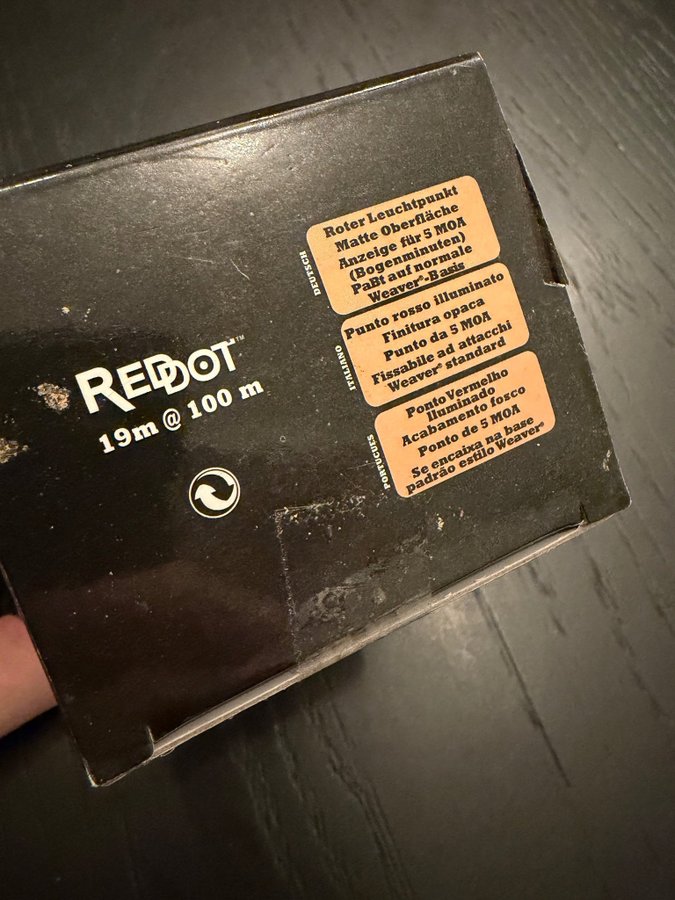 REDDOT™
19m @ 100 m
DEUTSCH
Roter Leuchtpunkt
Matte Oberfläche
Anzeige für 5 MOA
(Bogenminuten)
PaBt auf normale
Weaver®-Basis
ITALIANO
Punto rosso illuminato
Finitura opaca
Punto da 5 MOA
Fissabile ad attacchi
Weaver® standard
PORTUGUES
Ponto Vermelho
Iluminado
Acabamento fosco
Ponto de 5 MOA
Se encaixa na base
padrão estilo Weaver®